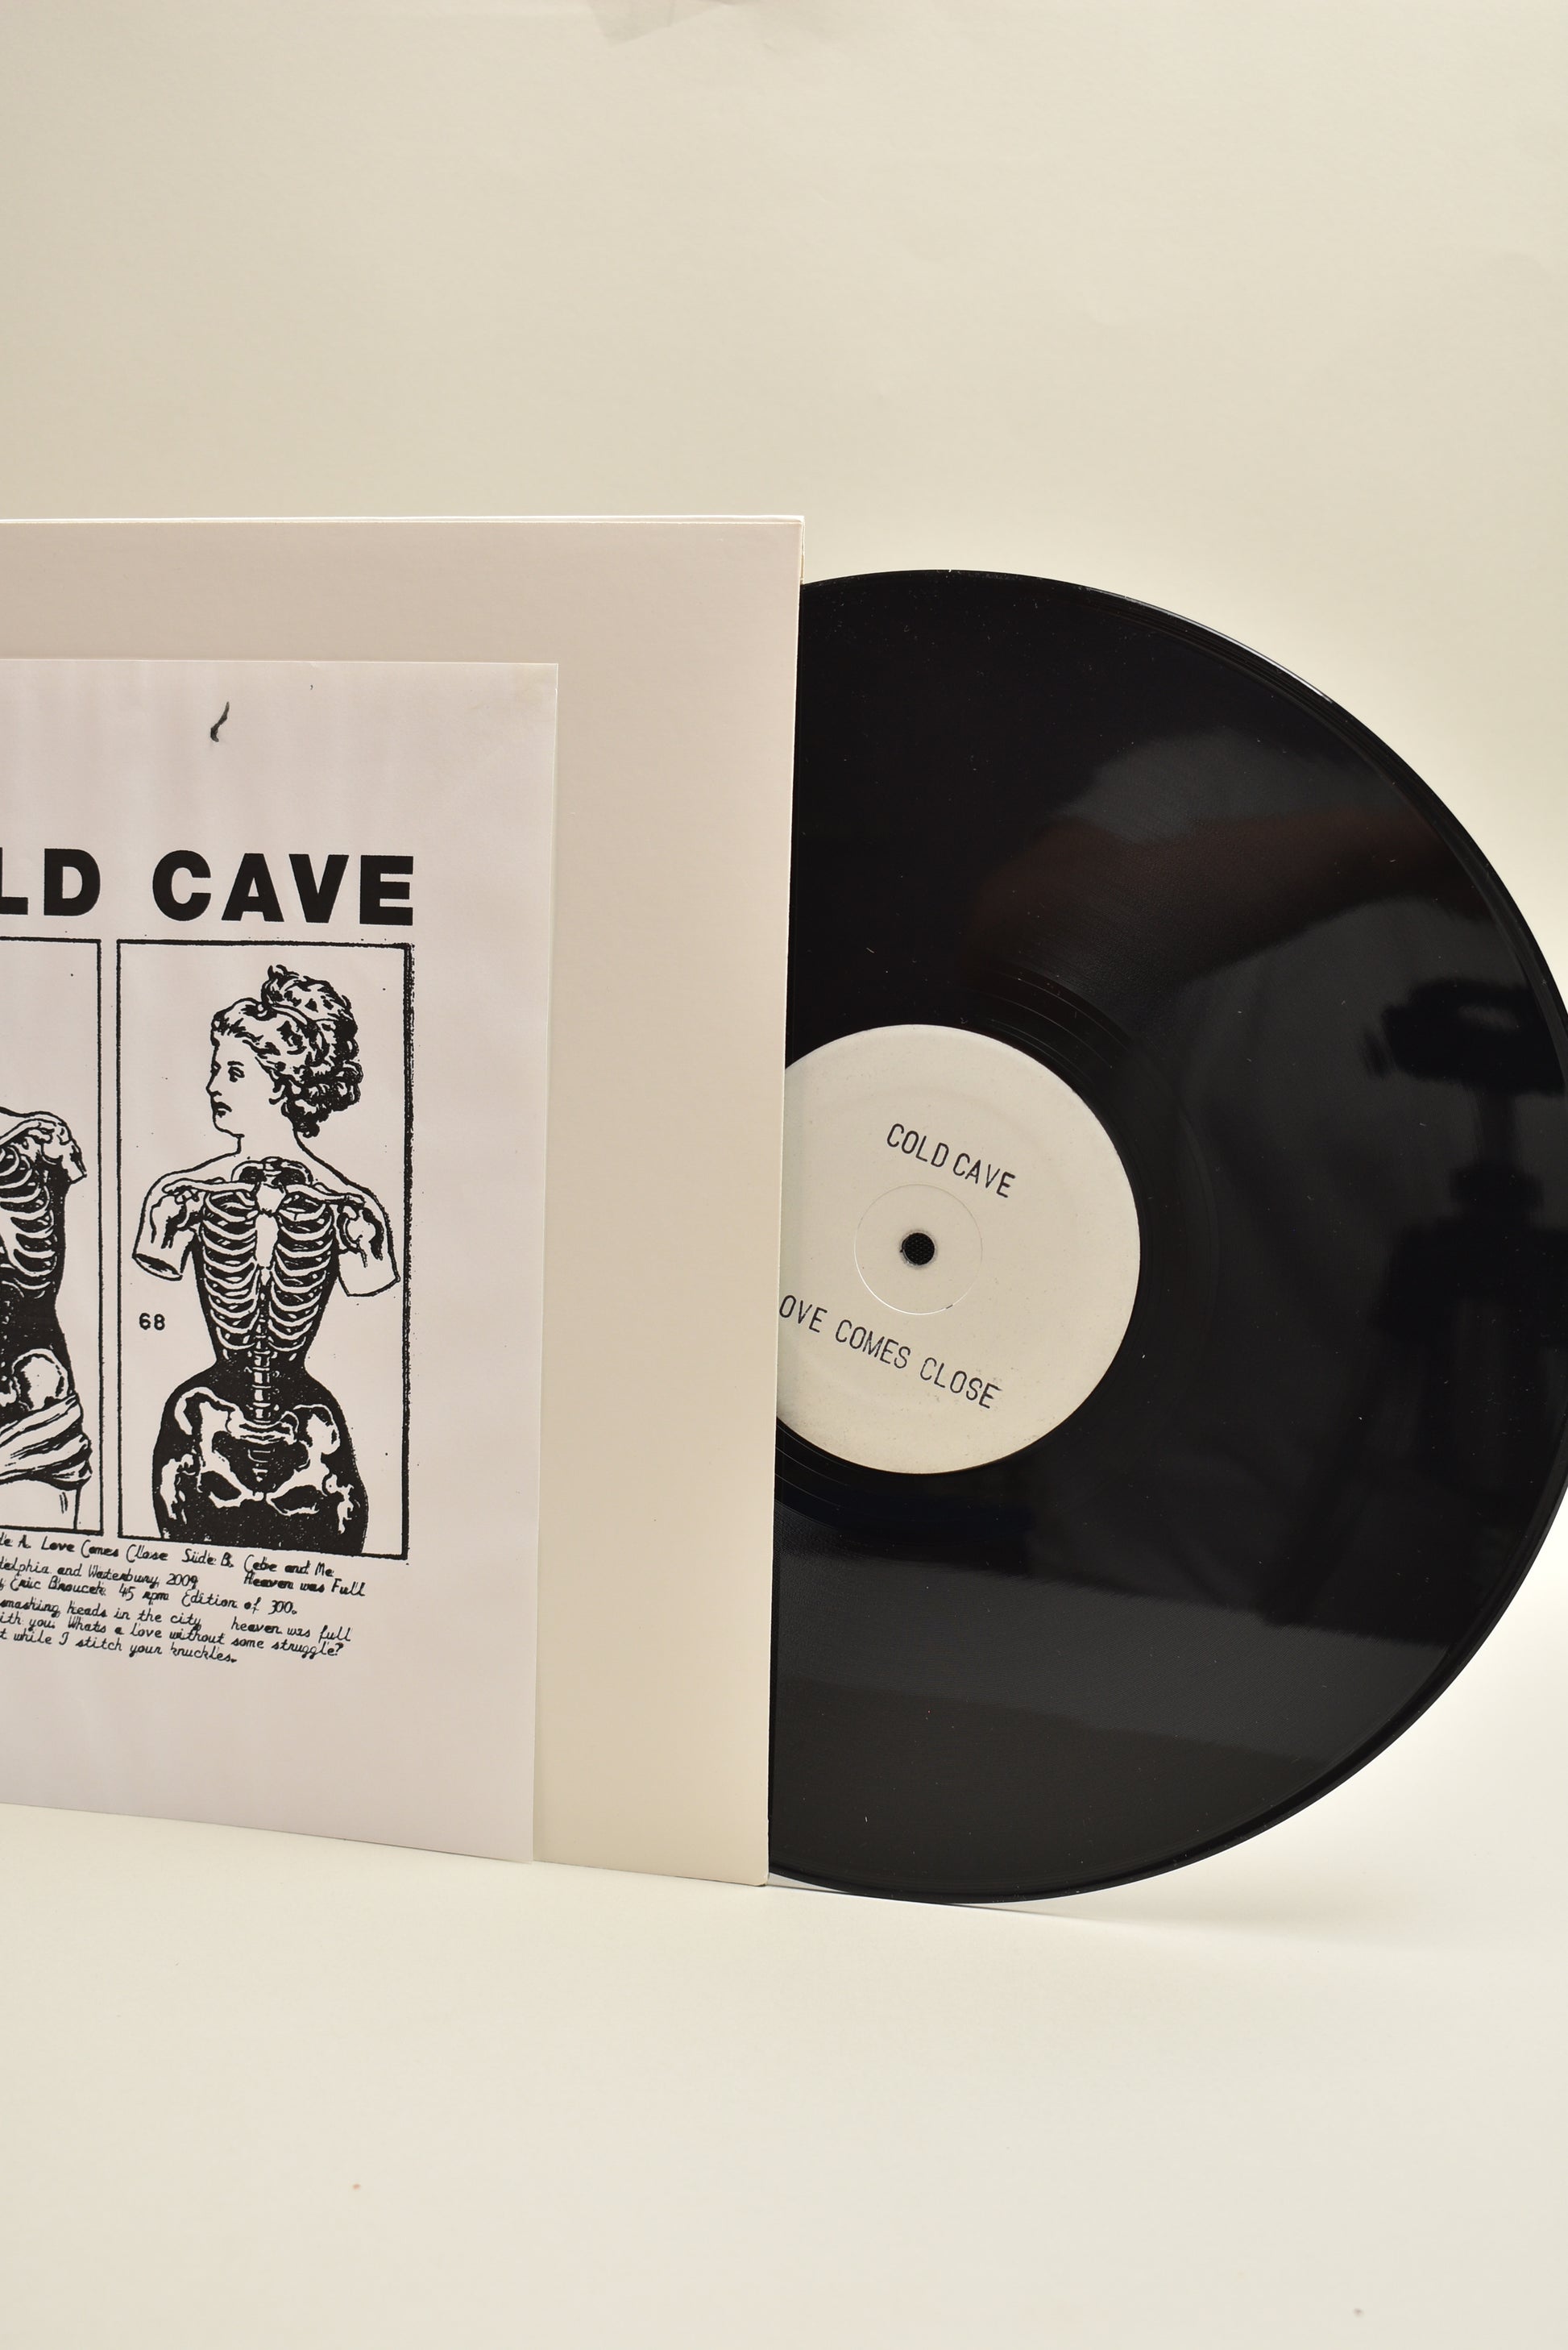 LD CAVE
68
de A. Love Comes Close Side B. Cebe and Me
delphia and Waterbury, 2009 Heaven was Full
Eric Broucek 45 rpm Edition of 300.
smashing heads in the city heaven was full
ith you. Whats a love without some struggle?
t while I stitch your knuckles.
COLD CAVE
OVE COMES CLOSE